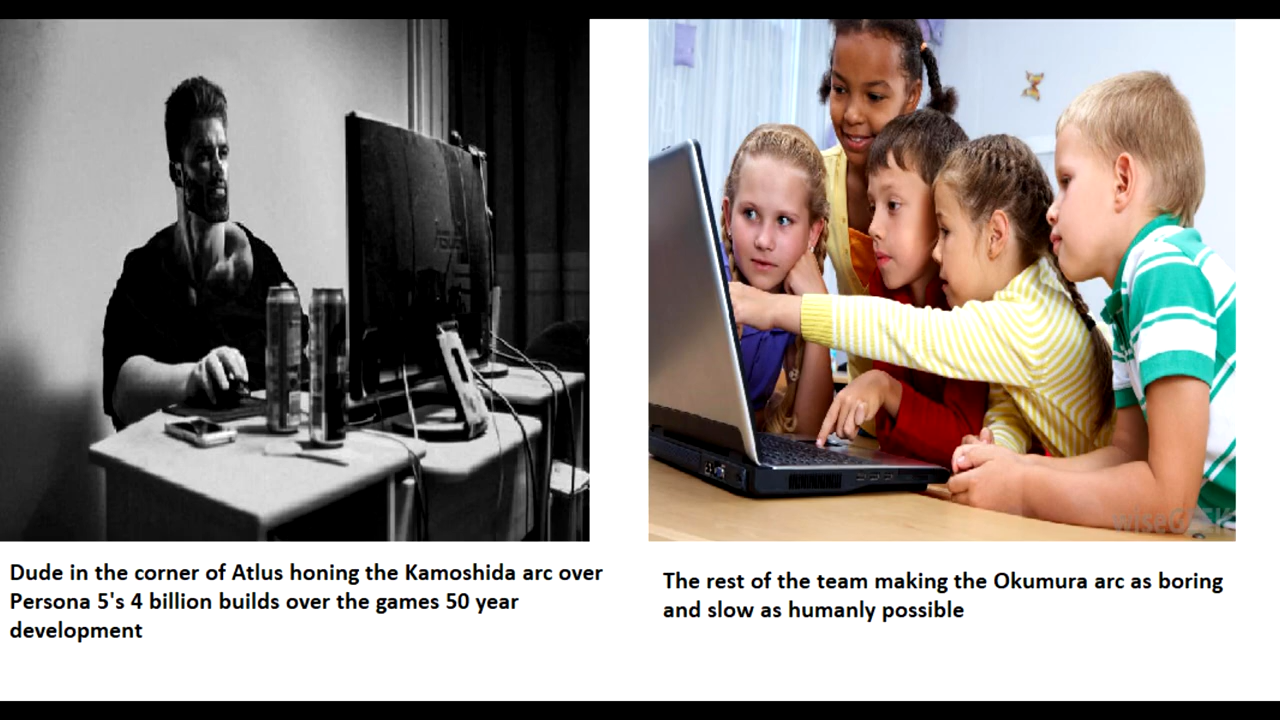 Dude in the corner of Atlus honing the Kamoshida arc over
Persona 5's 4 billion builds over the games 50 year
development
The rest of the team making the Okumura arc as boring
and slow as humanly possible
wiseGEEK